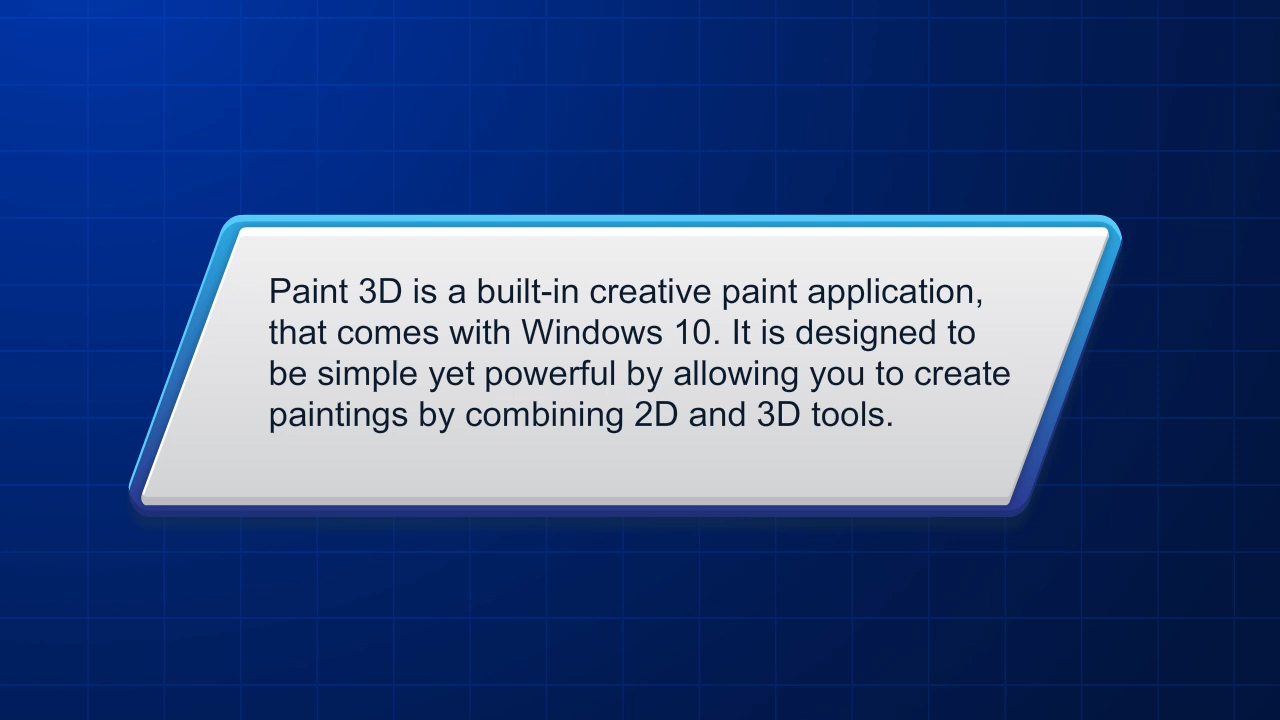 Paint 3D is a built-in creative paint application,
that comes with Windows 10. It is designed to
be simple yet powerful by allowing you to create
paintings by combining 2D and 3D tools.